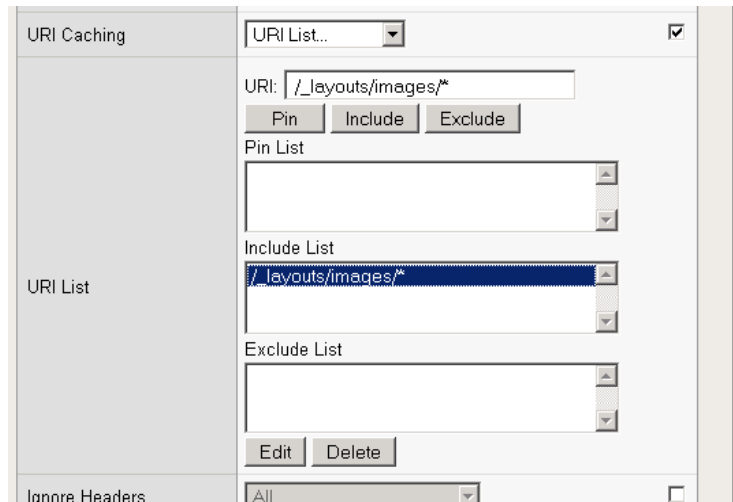 URI Caching
URI List...
URI: /_layouts/images/*
Pin Include Exclude
Pin List
Include List
/_layouts/images/*
URI List
Exclude List
Edit Delete
Ignore Headers
All